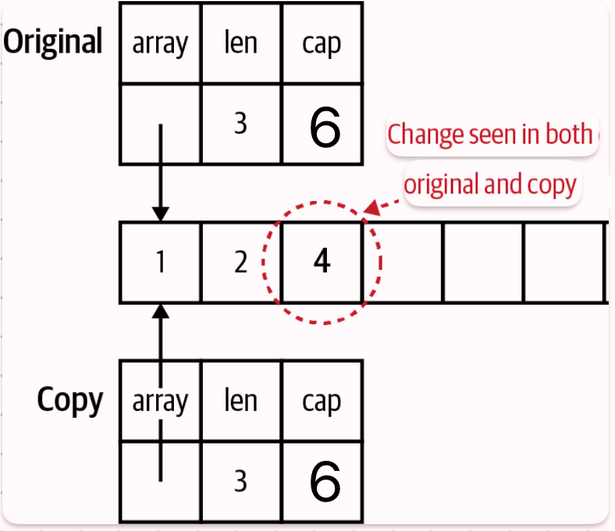 Original array len cap
3 6
Change seen in both
original and copy
1 2 4
Copy array len cap
3 6